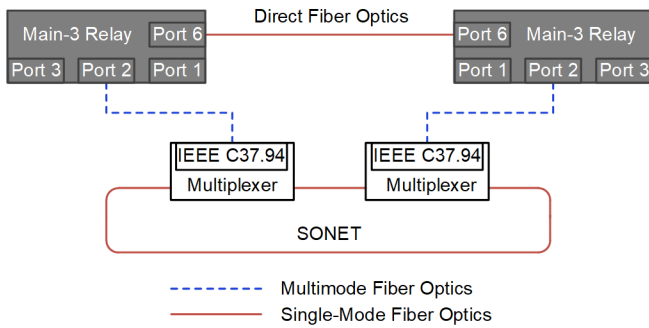 Direct Fiber Optics
Main-3 Relay
Port 6
Port 3
Port 2
Port 1
Port 6
Main-3 Relay
Port 1
Port 2
Port 3
IEEE C37.94
Multiplexer
IEEE C37.94
Multiplexer
SONET
Multimode Fiber Optics
Single-Mode Fiber Optics